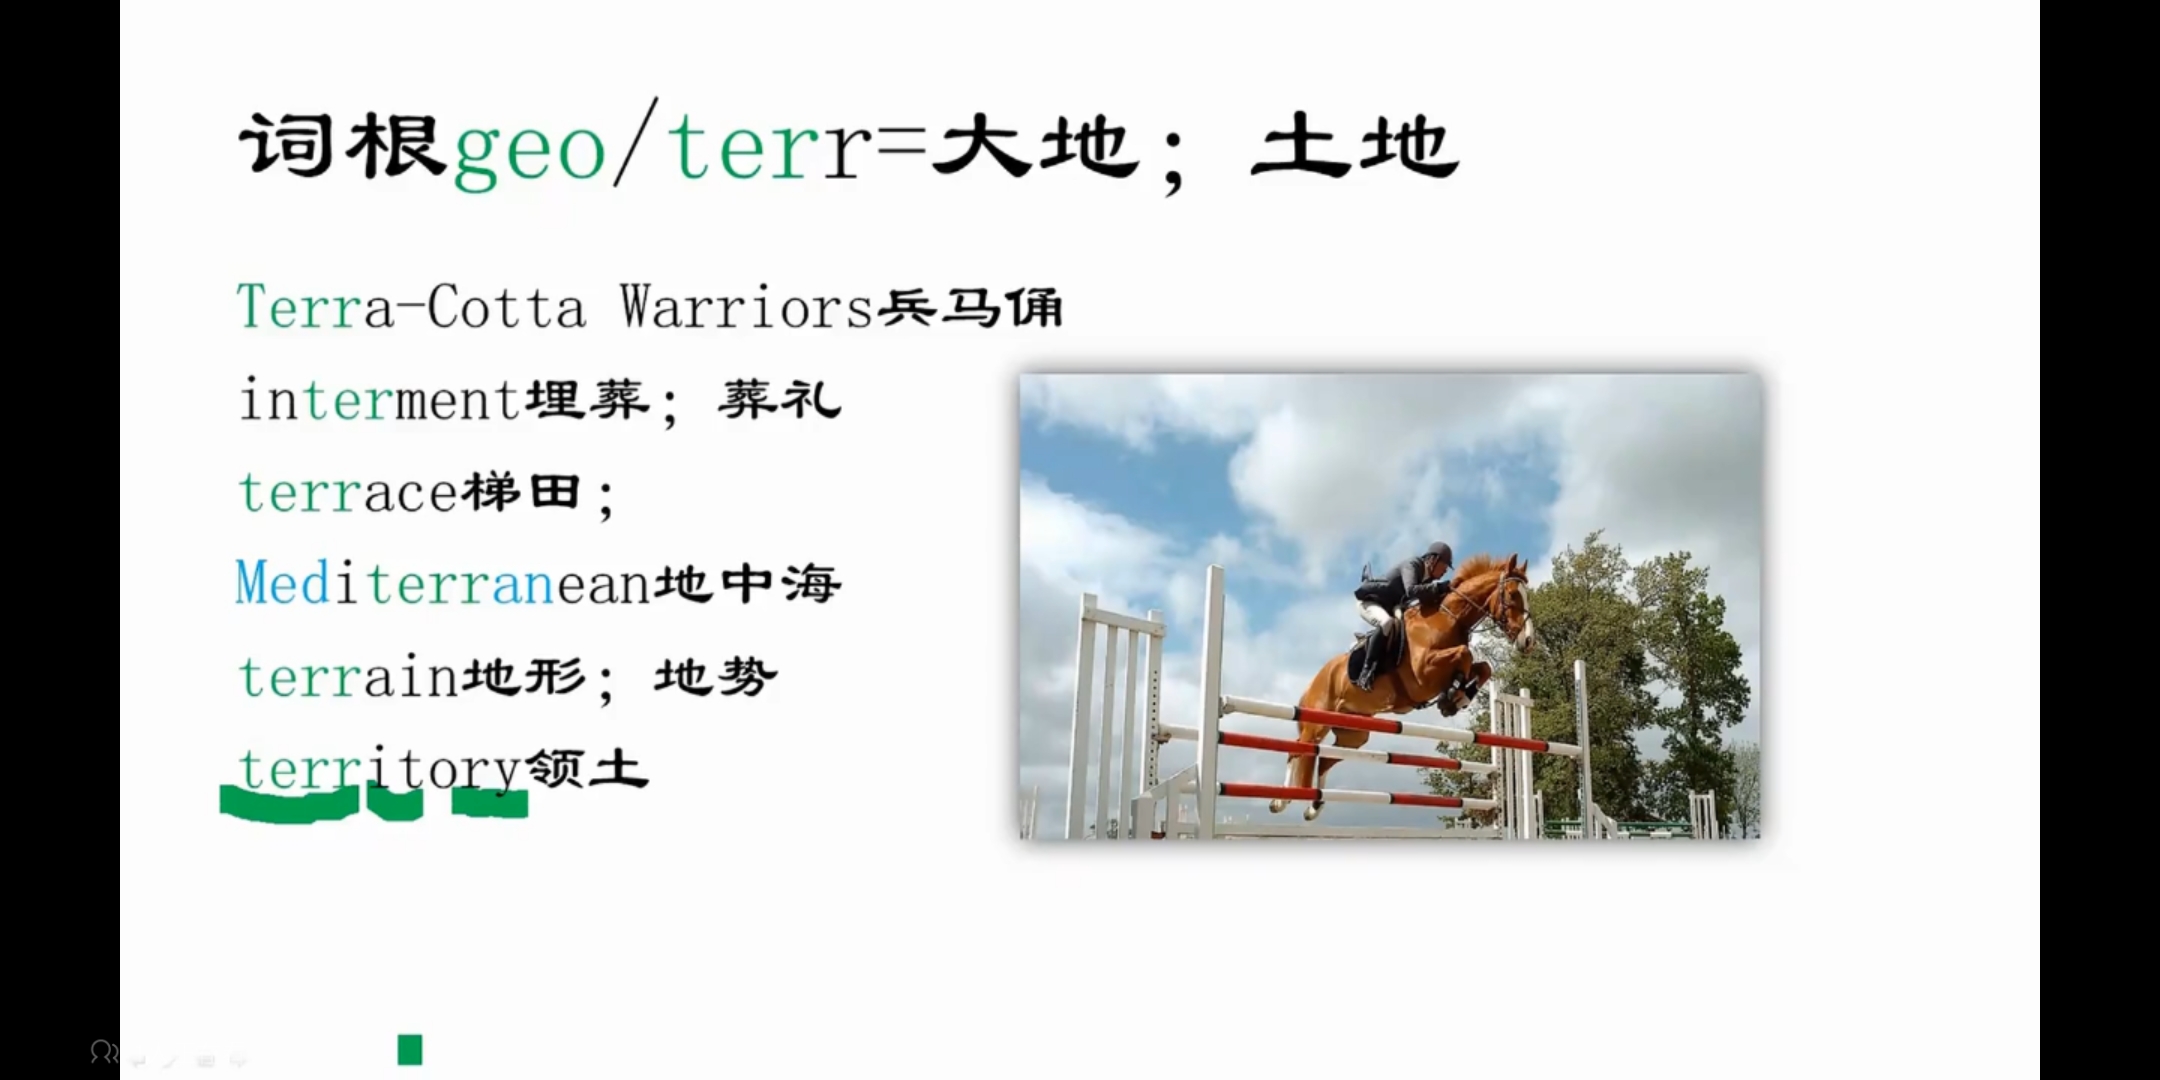 词根geo/terr=大地；土地
Terra-Cotta Warriors兵马俑
interment埋葬；葬礼
terrace梯田；
Mediterranean地中海
terrain地形；地势
territory领土